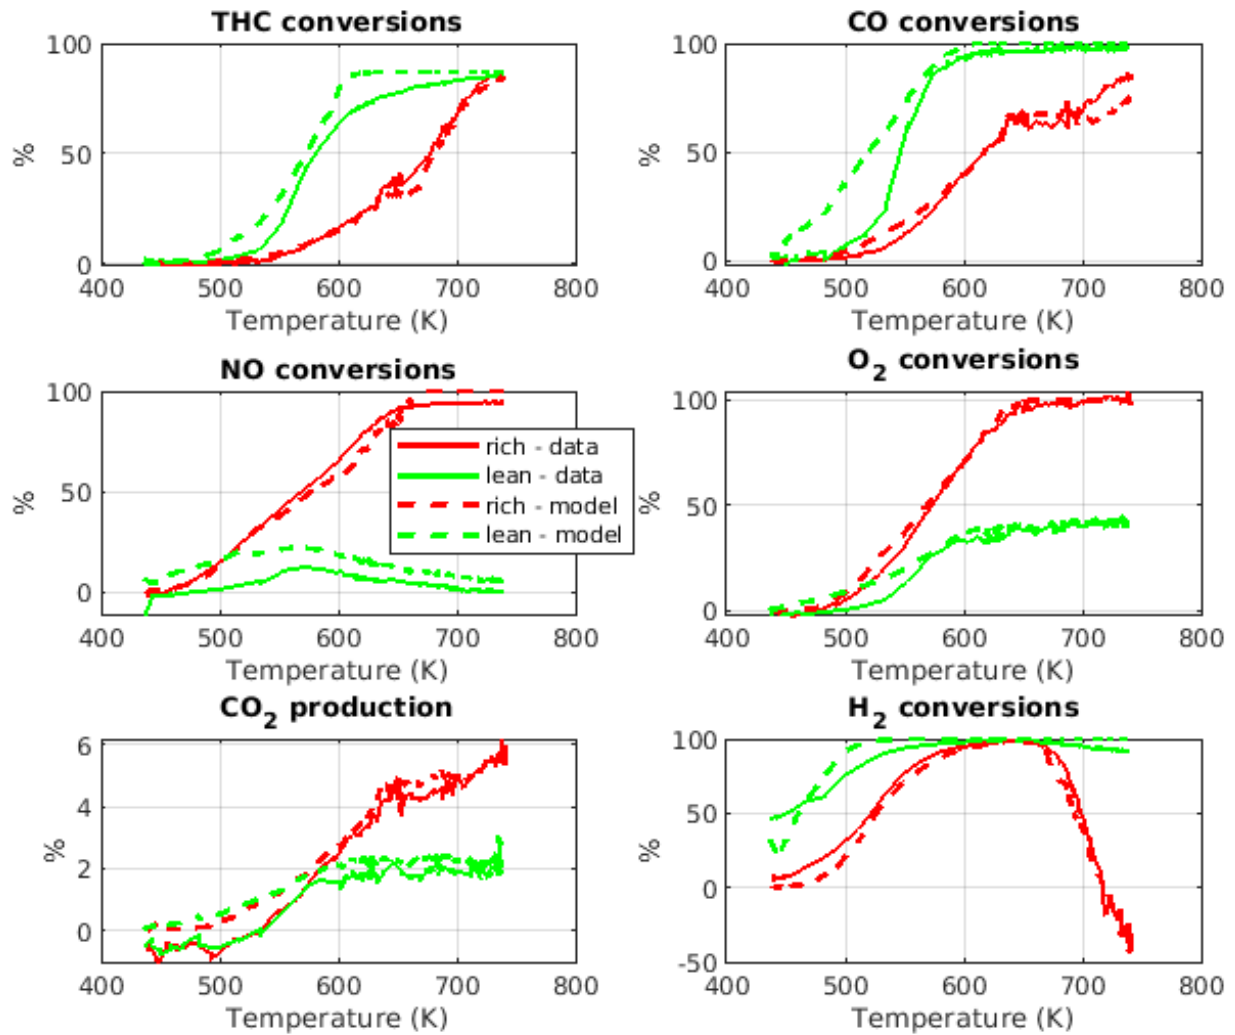 THC conversions
100
50
0
%
400 500 600 700 800
Temperature (K)
CO conversions
100
50
0
%
400 500 600 700 800
Temperature (K)
NO conversions
100
50
0
%
400 500 600 700 800
Temperature (K)
rich - data
lean - data
rich - model
lean - model
O2 conversions
100
50
0
%
400 500 600 700 800
Temperature (K)
CO2 production
6
4
2
0
%
400 500 600 700 800
Temperature (K)
H2 conversions
100
50
0
-50
%
400 500 600 700 800
Temperature (K)